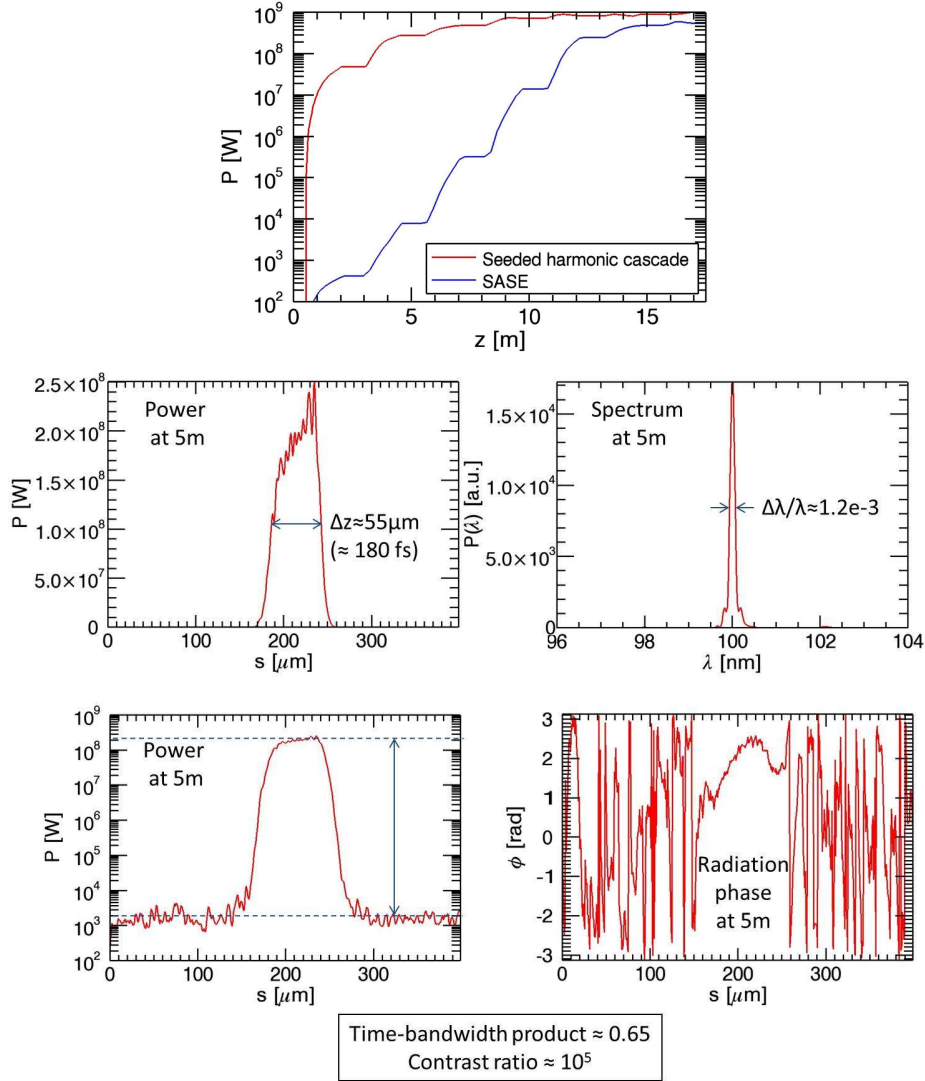 10⁹
10⁸
10⁷
10⁶
10⁵
10⁴
10³
10²
P [W]
Seeded harmonic cascade
SASE
0 5 10 15
z [m]
2.5×10⁸
2.0×10⁸
1.5×10⁸
1.0×10⁸
5.0×10⁷
0
P [W]
Power
at 5m
Δz≈55μm
(≈ 180 fs)
0 100 200 300
s [μm]
1.5×10⁴
1.0×10⁴
5.0×10³
0
P(λ) [a.u.]
Spectrum
at 5m
Δλ/λ≈1.2e-3
96 98 100 102 104
λ [nm]
10⁹
10⁸
10⁷
10⁶
10⁵
10⁴
10³
10²
P [W]
Power
at 5m
0 100 200 300
s [μm]
3
2
1
0
-1
-2
-3
ϕ [rad]
Radiation
phase
at 5m
0 100 200 300
s [μm]
Time-bandwidth product ≈ 0.65
Contrast ratio ≈ 10⁵